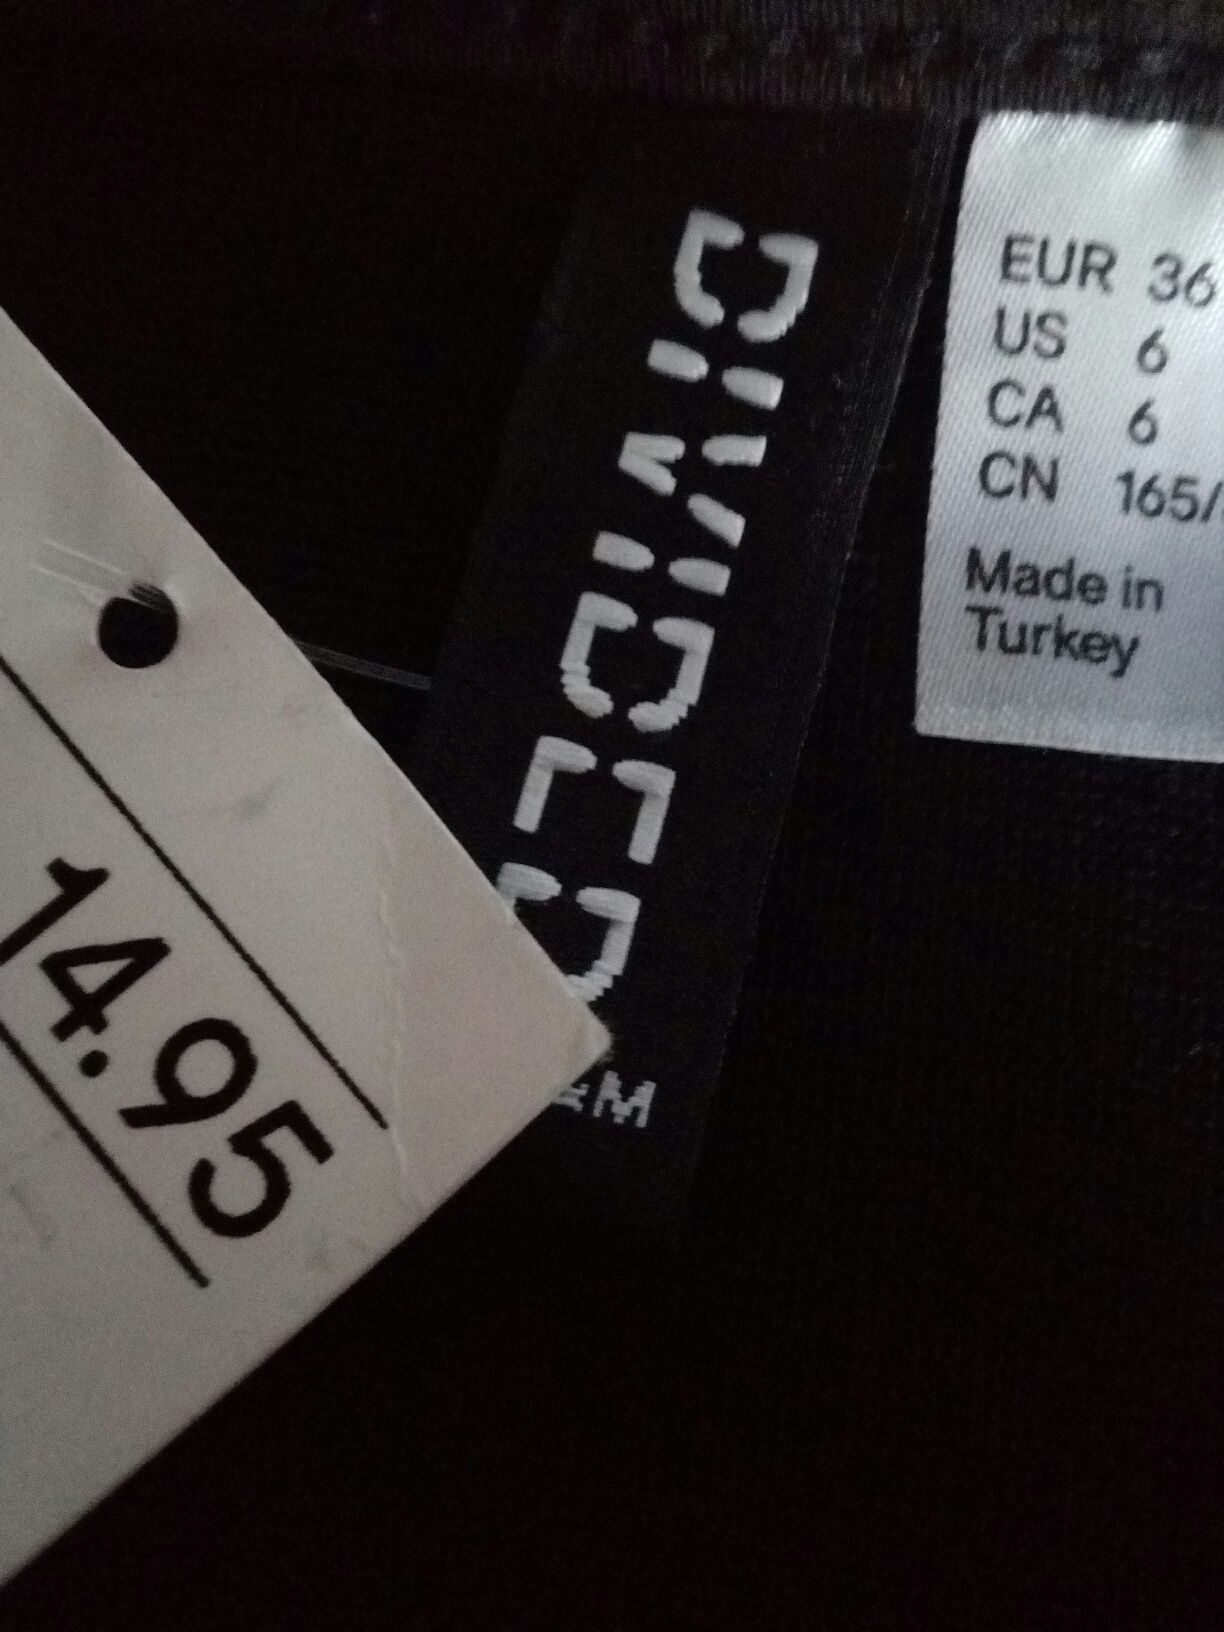 14.95
DIVIDED
&M
EUR 36
US 6
CA 6
CN 165/
Made in
Turkey